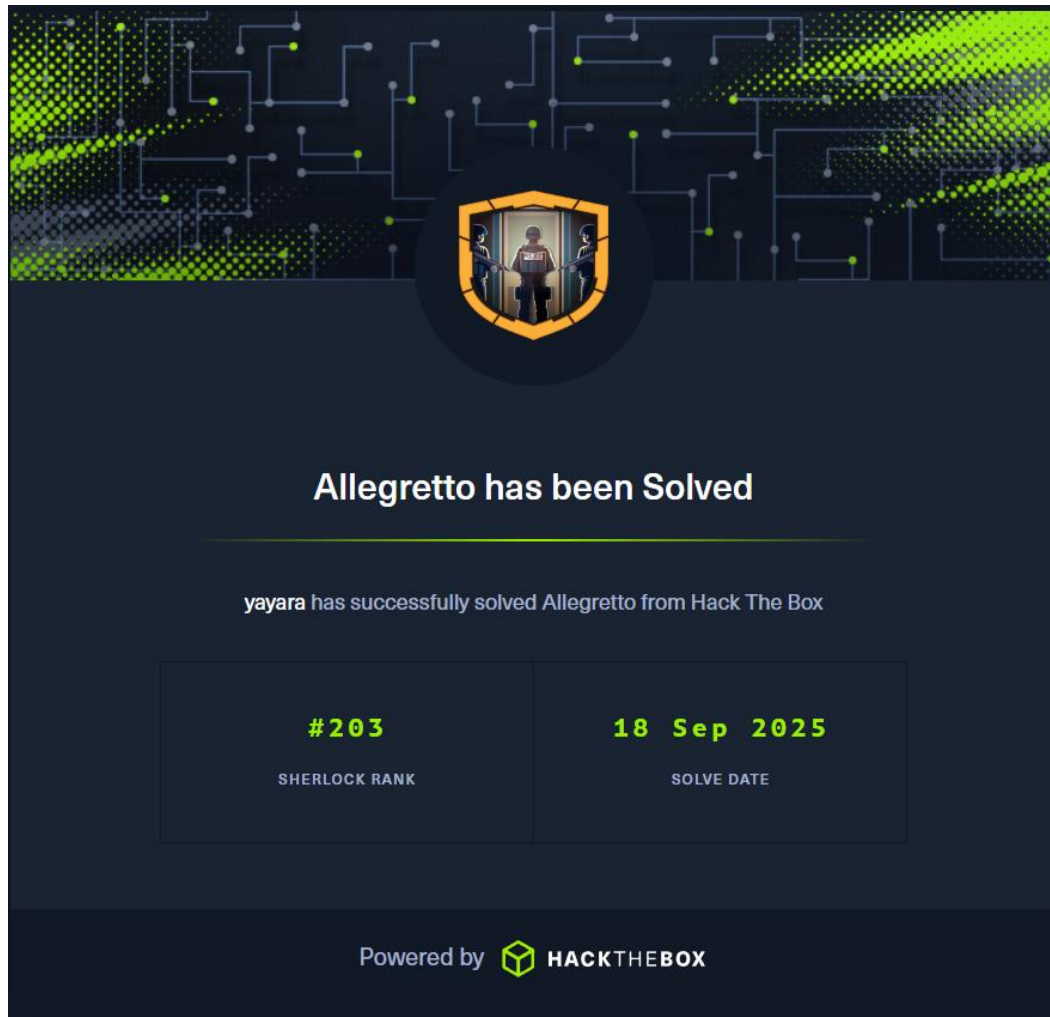 POLICE
Allegretto has been Solved
yayara has successfully solved Allegretto from Hack The Box
#203
18 Sep 2025
SHERLOCK RANK
SOLVE DATE
Powered by HACKTHEBOX